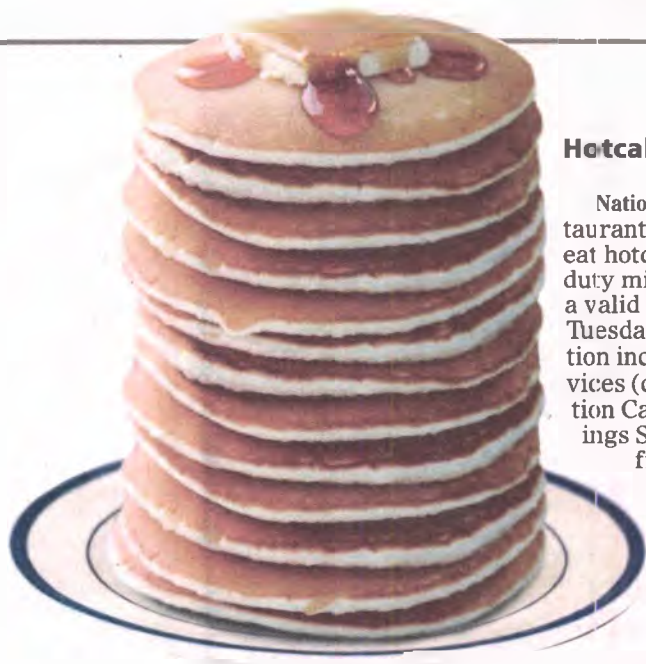 Hotcal
Natio
taurant
eat hotc
duty mi
a valid
Tuesda
tion inc
vices (c
tion Ca
ings S
f